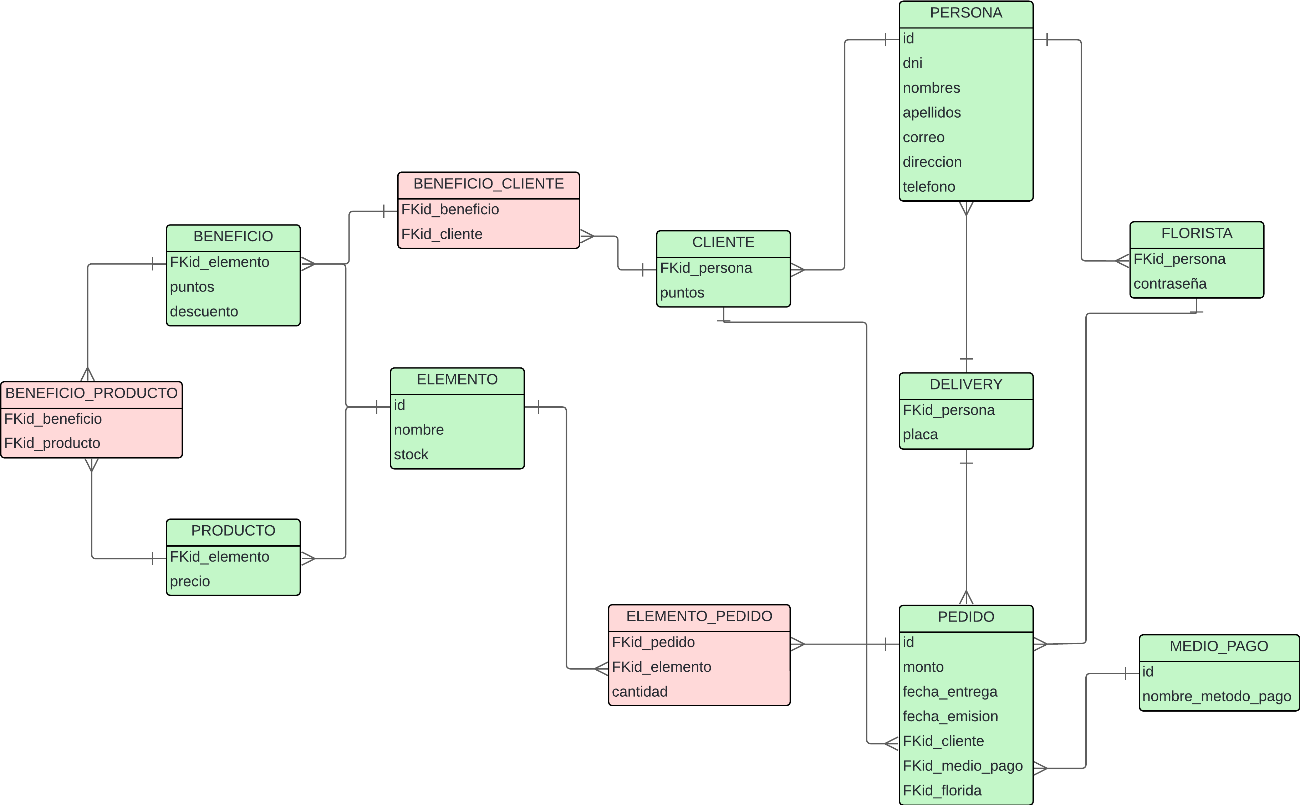 PERSONA
id
dni
nombres
apellidos
correo
direccion
telefono
BENEFICIO_CLIENTE
FKid_beneficio
FKid_cliente
BENEFICIO
FKid_elemento
puntos
descuento
CLIENTE
FKid_persona
puntos
FLORISTA
FKid_persona
contraseña
BENEFICIO_PRODUCTO
FKid_beneficio
FKid_producto
ELEMENTO
id
nombre
stock
DELIVERY
FKid_persona
placa
PRODUCTO
FKid_elemento
precio
ELEMENTO_PEDIDO
FKid_pedido
FKid_elemento
cantidad
PEDIDO
id
monto
fecha_entrega
fecha_emision
FKid_cliente
FKid_medio_pago
FKid_florida
MEDIO_PAGO
id
nombre_metodo_pago